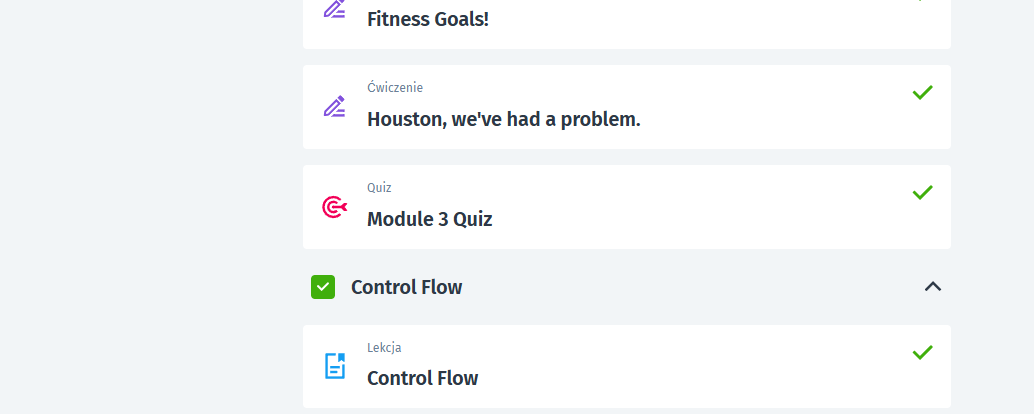 Fitness Goals!
Ćwiczenie
Houston, we've had a problem.
Quiz
Module 3 Quiz
Control Flow
Lekcja
Control Flow